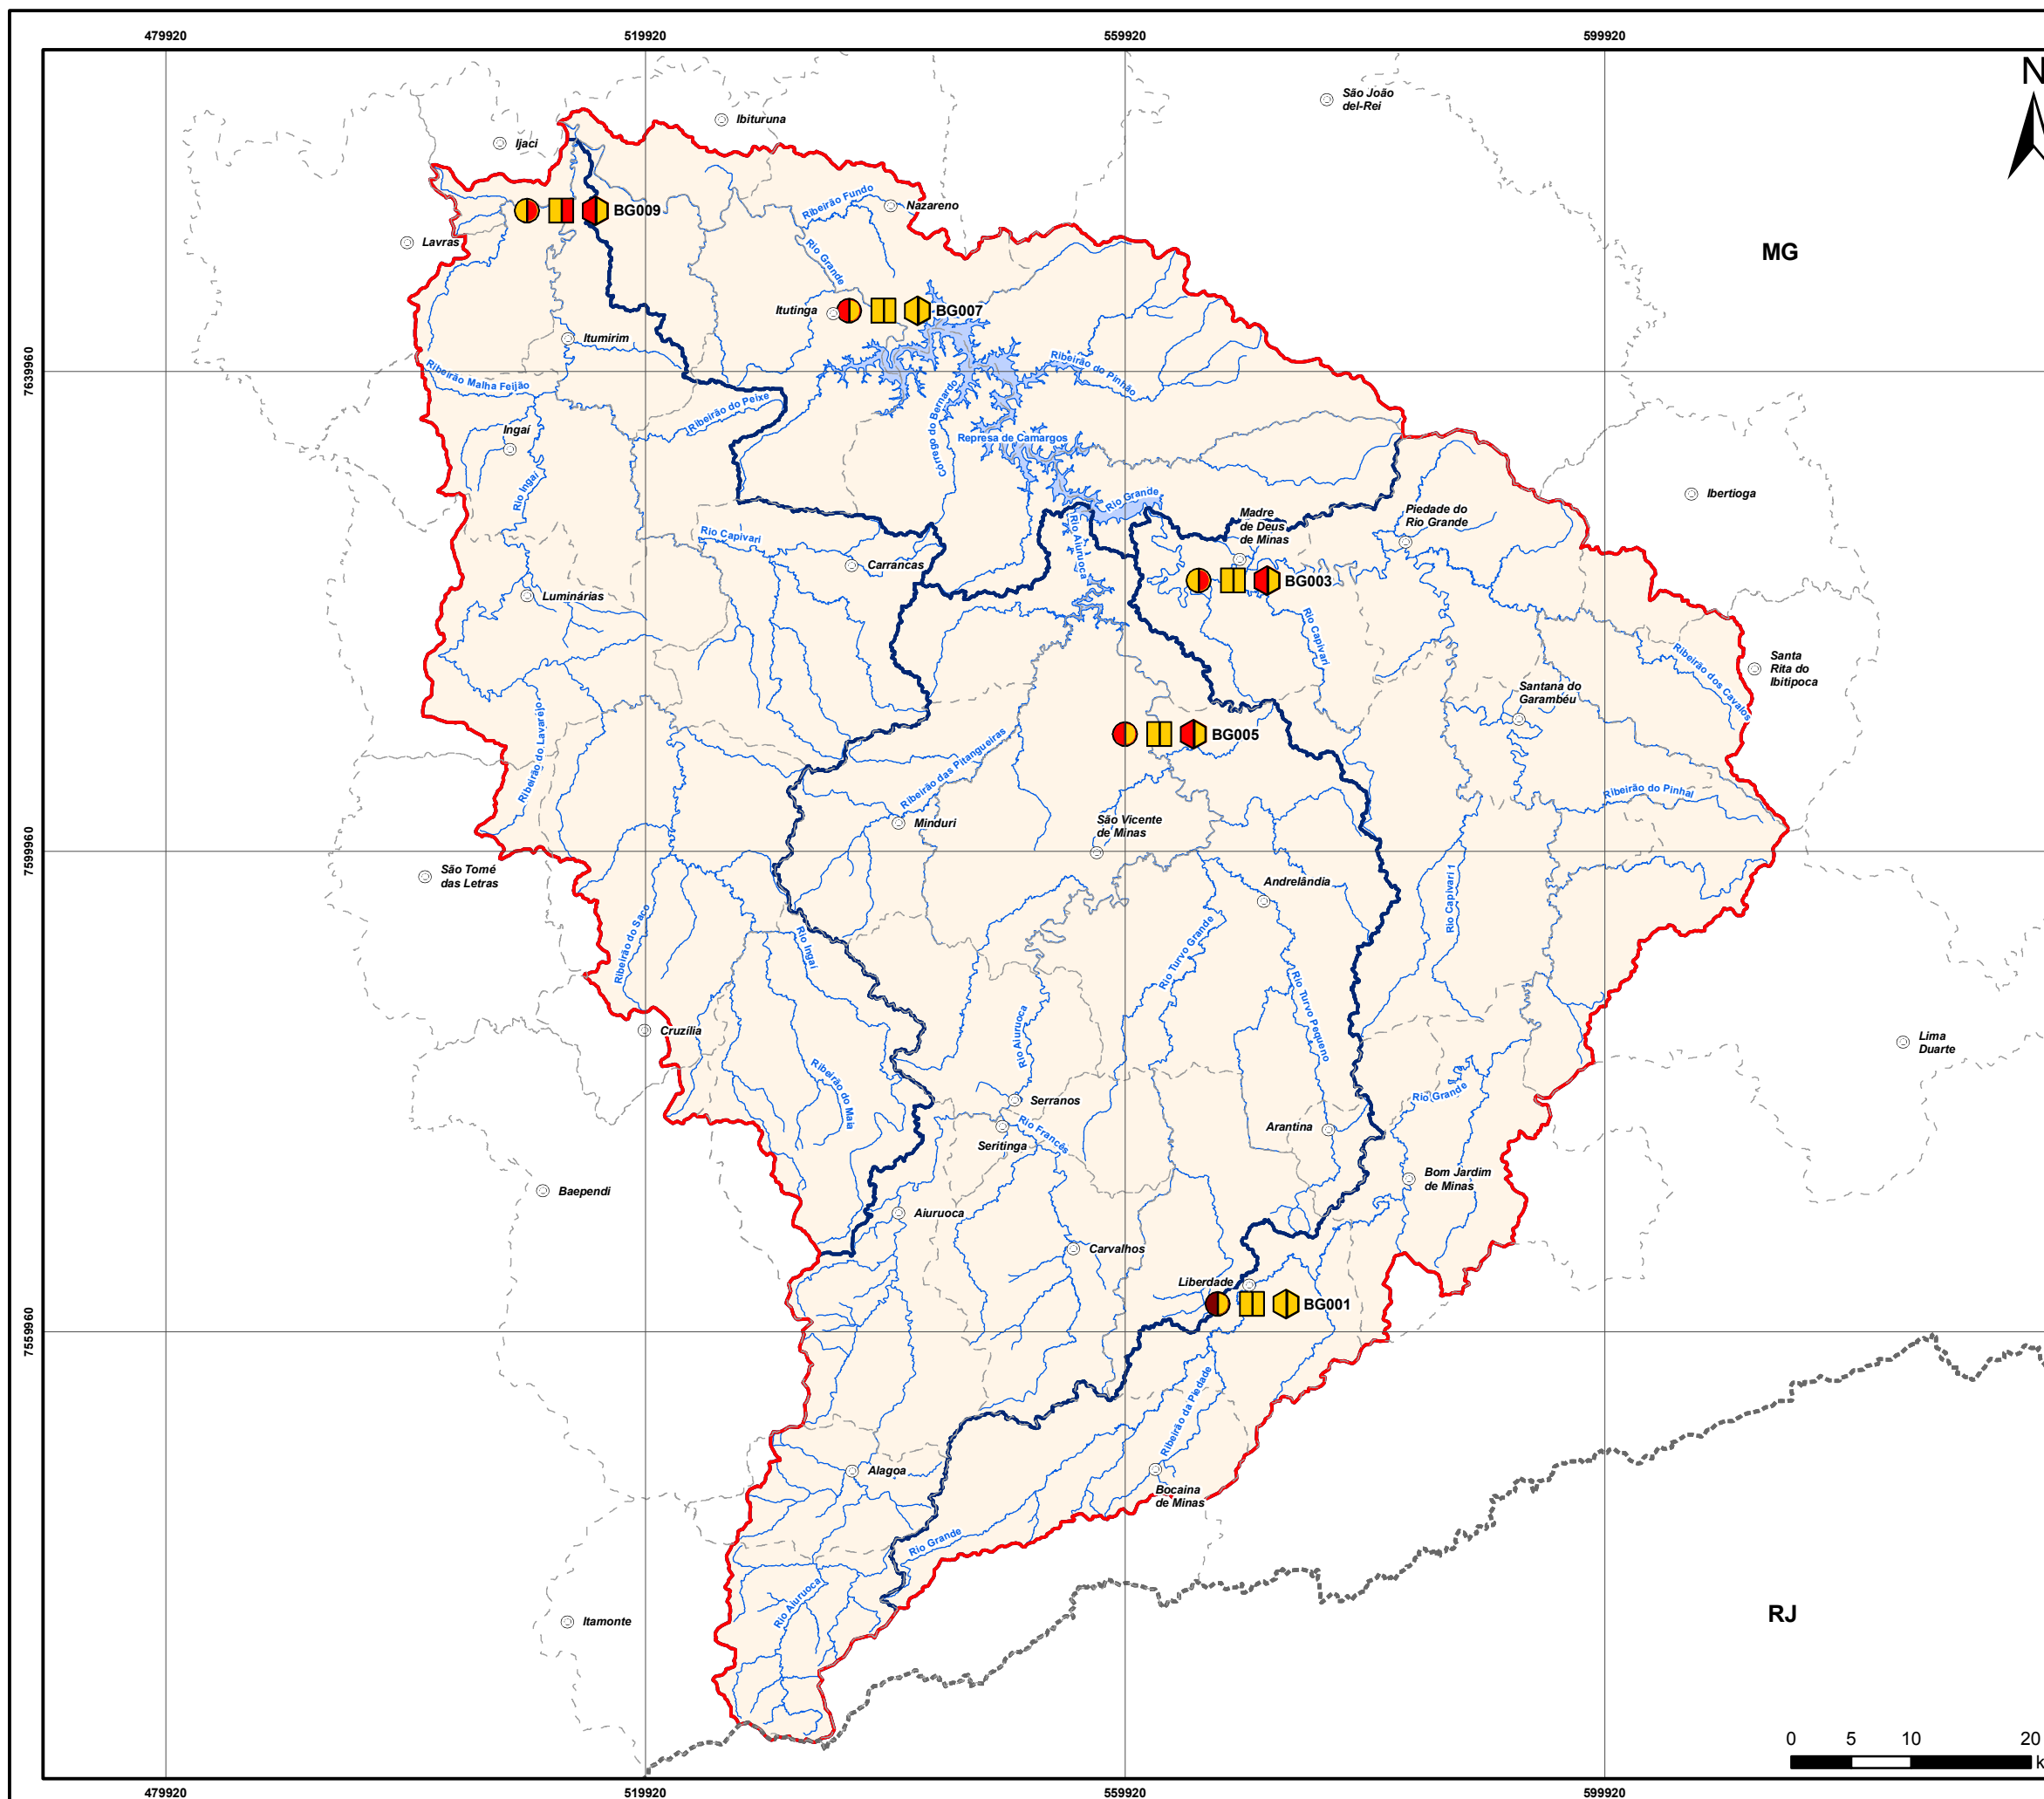 479920
519920
559920
599920
N
São João
del-Rei
Ibituruna
Ijaci
Ribeirão Fundo
Nazareno
BG009
Lavras
MG
Rio Grande
Itutinga
BG007
Itumirim
7639960
Ribeirão Malha Feijão
Ribeirão do Pinhão
Ribeirão do Peixe
Córrego do Bernardo
Ingaí
Represa de Camargos
Rio Ingaí
Rio Grande
Ibertioga
Madre
de Deus
de Minas
Piedade do
Rio Grande
Rio Capivari
Rio Aiuruoca
Carrancas
BG003
Luminárias
Rio Capivari
Ribeirão dos Cavalos
Santa
Rita do
Ibitipoca
Santana do
Garambéu
Ribeirão do Lavarejo
BG005
Ribeirão das Pitangueiras
Ribeirão do Pinhal
Minduri
São Vicente
de Minas
7599960
São Tomé
das Letras
Andrelândia
Rio Capivari 1
Ribeirão do Saco
Rio Ingaí
Rio Turvo Grande
Rio Turvo Pequeno
Cruzília
Rio Aiuruoca
Lima
Duarte
Ribeirão do Maia
Rio Grande
Serranos
Rio Francês
Seritinga
Arantina
Baependi
Bom Jardim
de Minas
Aiuruoca
Carvalhos
Liberdade
BG001
7559960
Ribeirão da Piedade
Alagoa
Bocaina
de Minas
Rio Grande
Rio Aiuruoca
Itamonte
RJ
0 5 10 20
k
479920
519920
559920
599920